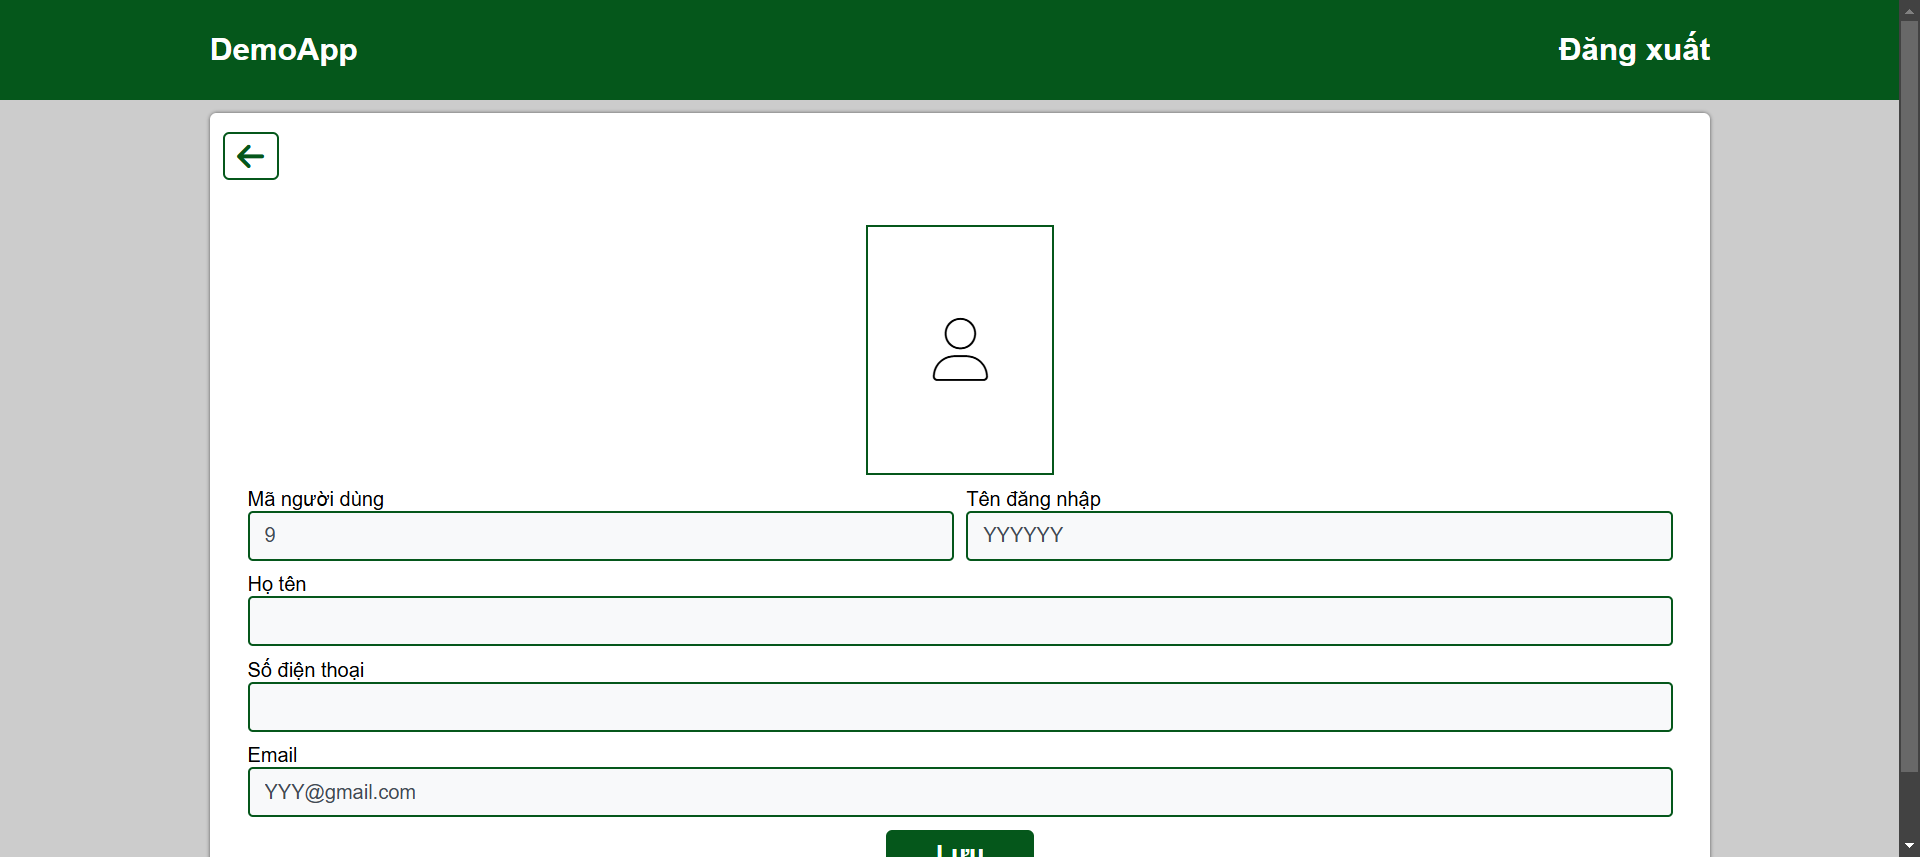 DemoApp
Đăng xuất
Mã người dùng
Tên đăng nhập
9
YYYYYY
Họ tên
Số điện thoại
Email
YYY@gmail.com
Lưu